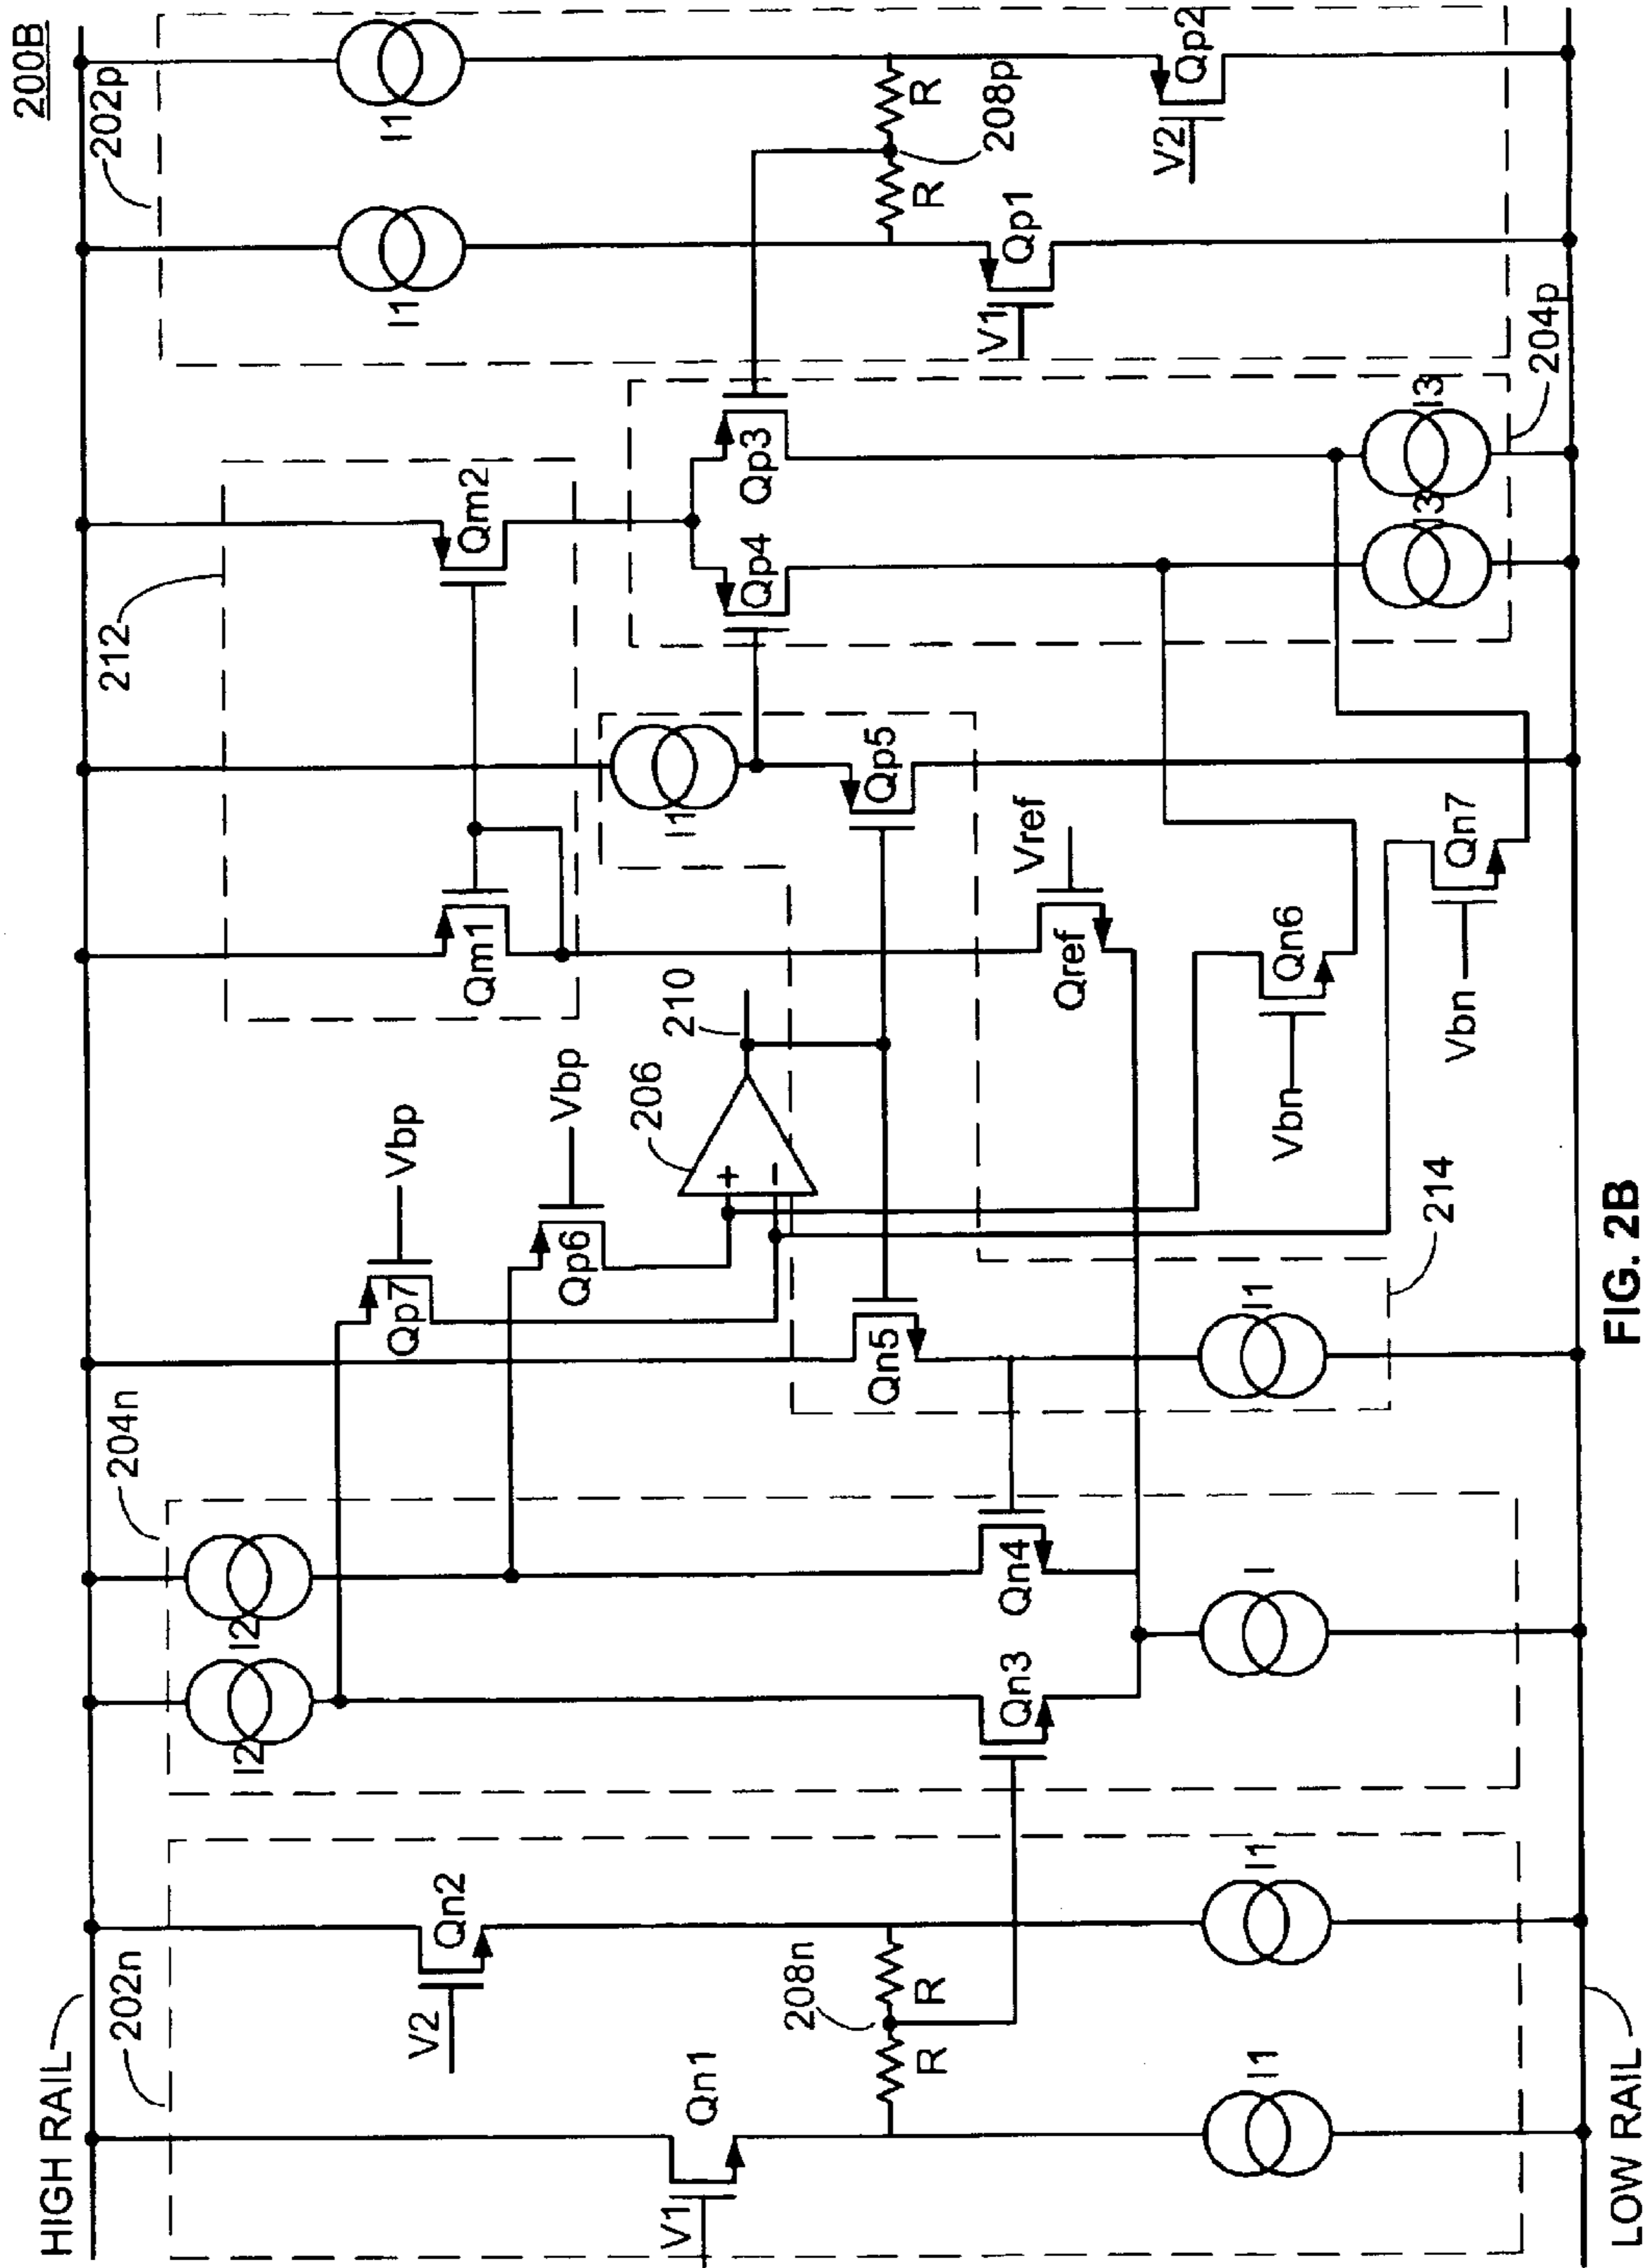 200B
HIGH RAIL
202n
204n
212
202p
I2
I2
Qp7
Vbp
Qp6
Vbp
Qm1
Qm2
I1
I1
V2
Qn2
Qn1
V1
206
+
−
210
I1
Qp4
Qp3
208n
R
R
Qn5
Qp5
R
R
208p
Qn3
Qn4
Qref
Vref
V1
Qp1
V2
Qp2
I1
I1
I
I1
214
Vbn
Qn6
Vbn
Qn7
I3
I3
204p
LOW RAIL
FIG. 2B